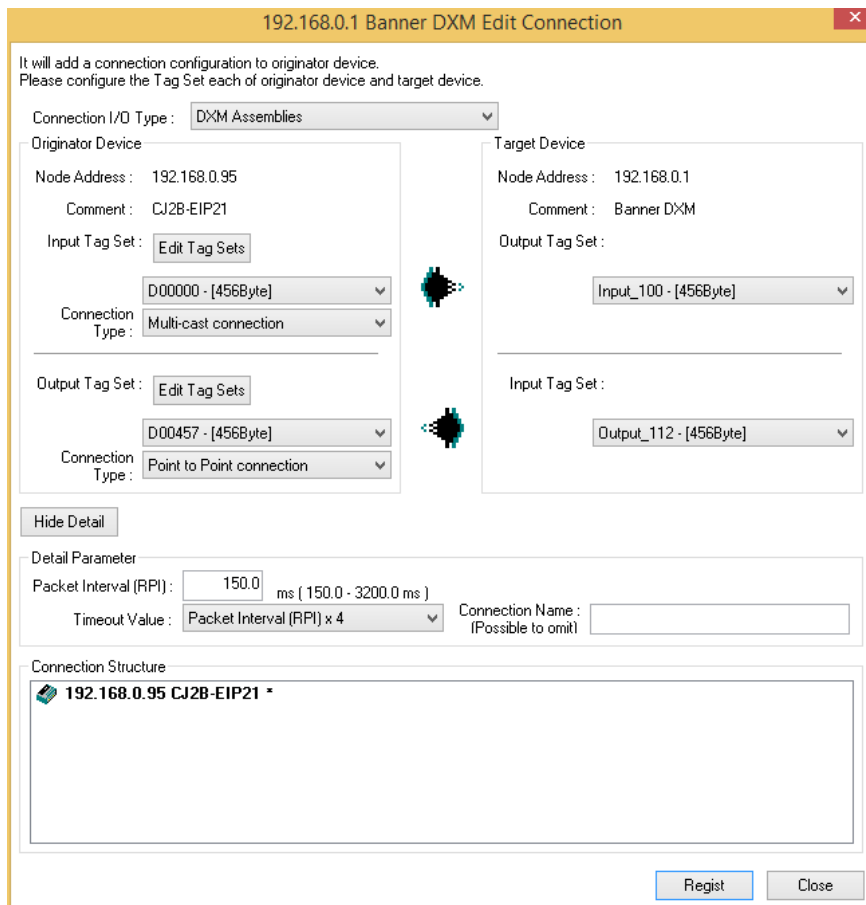 192.168.0.1 Banner DXM Edit Connection
It will add a connection configuration to originator device.
Please configure the Tag Set each of originator device and target device.
Connection I/O Type : DXM Assemblies
Originator Device
Node Address : 192.168.0.95
Comment : CJ2B-EIP21
Input Tag Set : Edit Tag Sets
D00000 - [456Byte]
Connection Type : Multi-cast connection
Output Tag Set : Edit Tag Sets
D00457 - [456Byte]
Connection Type : Point to Point connection
Target Device
Node Address : 192.168.0.1
Comment : Banner DXM
Output Tag Set :
Input_100 - [456Byte]
Input Tag Set :
Output_112 - [456Byte]
Hide Detail
Detail Parameter
Packet Interval (RPI) : 150.0 ms ( 150.0 - 3200.0 ms )
Timeout Value : Packet Interval (RPI) x 4
Connection Name :
(Possible to omit)
Connection Structure
192.168.0.95 CJ2B-EIP21 *
Regist Close